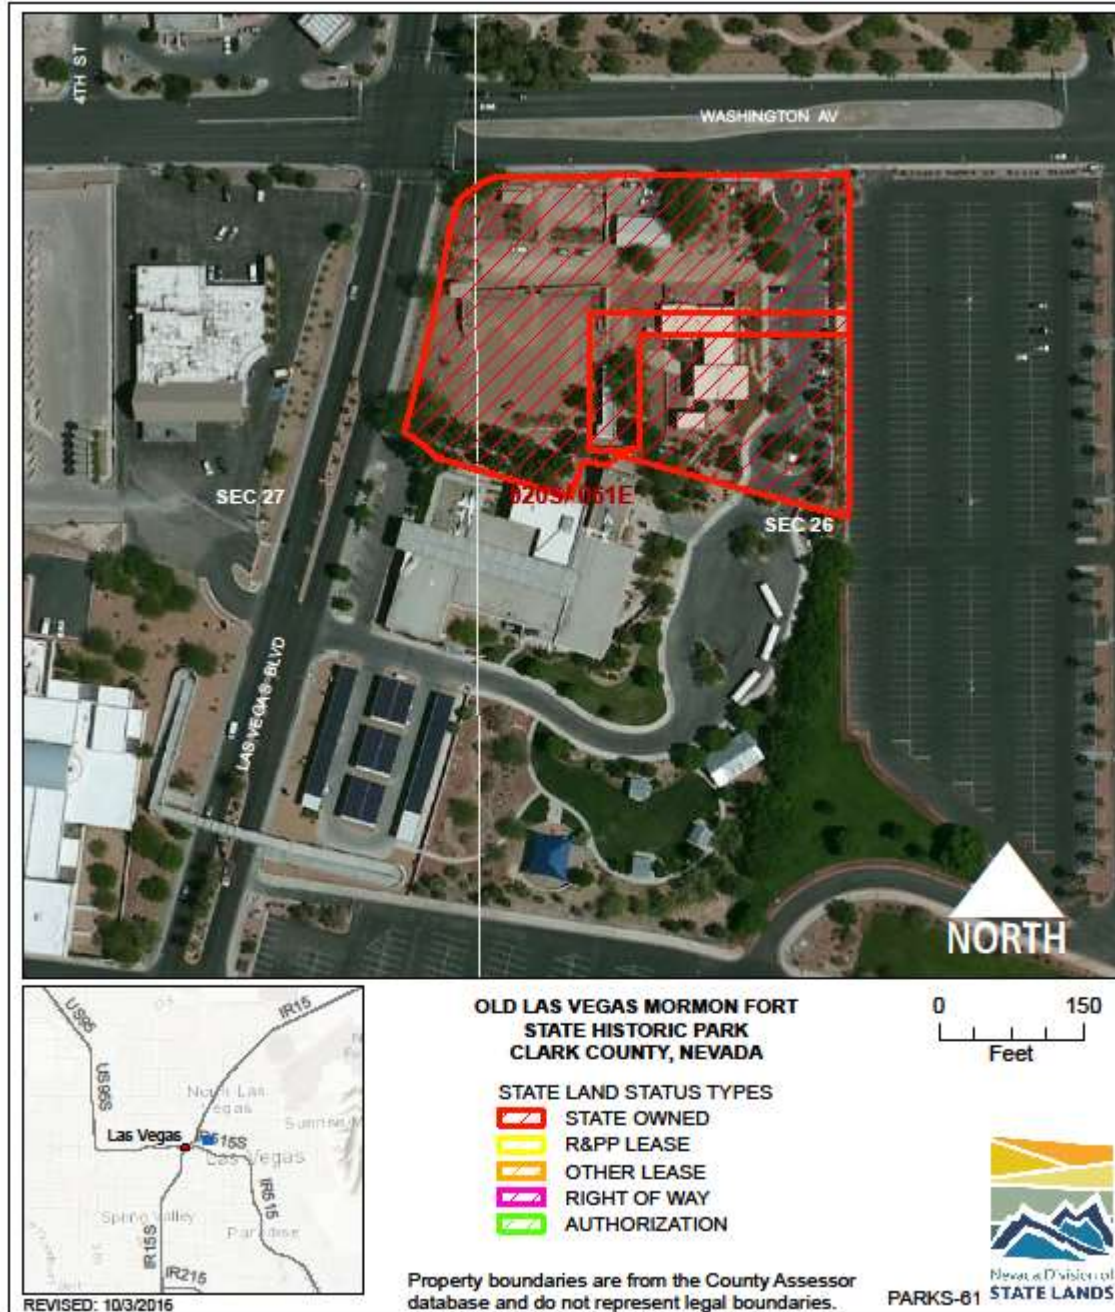 4TH ST
WASHINGTON AV
SEC 27
020S/ 061E
SEC 26
LAS VEGAS BLVD
NORTH
US95
IR15
US95S
North Las
Vegas
Las Vegas
IR515S
Las Vegas
Spring Valley
Paradise
IR15S
IR515
IR215
REVISED: 10/3/2016
OLD LAS VEGAS MORMON FORT
STATE HISTORIC PARK
CLARK COUNTY, NEVADA
STATE LAND STATUS TYPES
STATE OWNED
R&PP LEASE
OTHER LEASE
RIGHT OF WAY
AUTHORIZATION
Property boundaries are from the County Assessor
database and do not represent legal boundaries.
0 150
Feet
Nevada Division of
STATE LANDS
PARKS-61